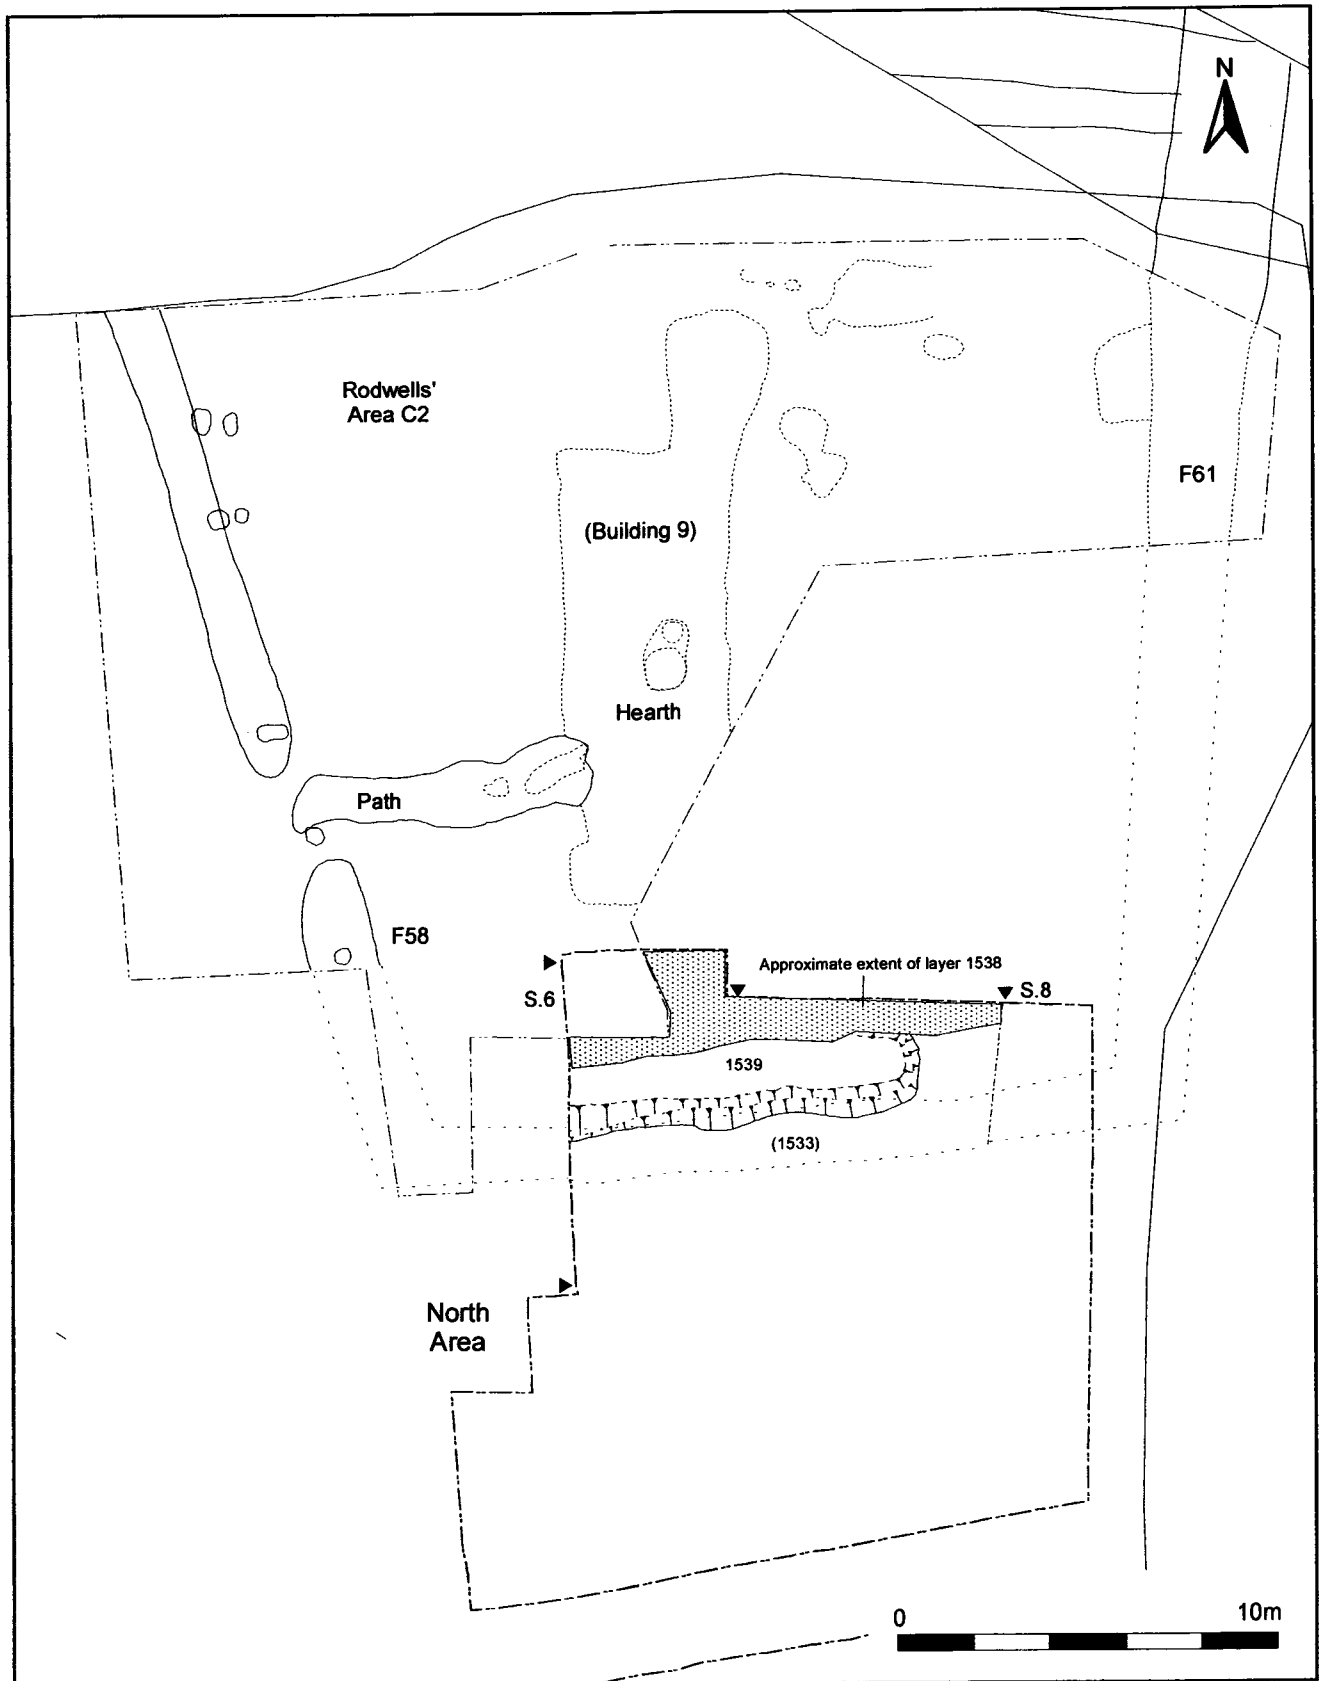 N
Rodwells'
Area C2
F61
(Building 9)
Hearth
Path
F58
Approximate extent of layer 1538
S.6
S.8
1539
(1533)
North
Area
0 10m